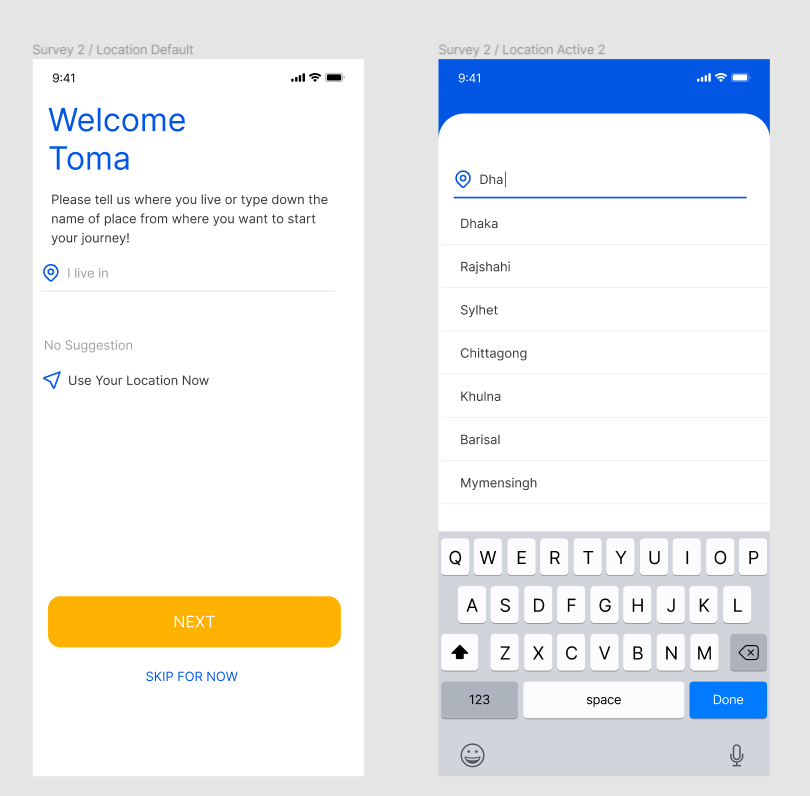 Survey 2 / Location Default
9:41
Welcome
Toma
Please tell us where you live or type down the
name of place from where you want to start
your journey!
I live in
No Suggestion
Use Your Location Now
NEXT
SKIP FOR NOW
Survey 2 / Location Active 2
9:41
Dha
Dhaka
Rajshahi
Sylhet
Chittagong
Khulna
Barisal
Mymensingh
Q W E R T Y U I O P
A S D F G H J K L
Z X C V B N M
123 space Done